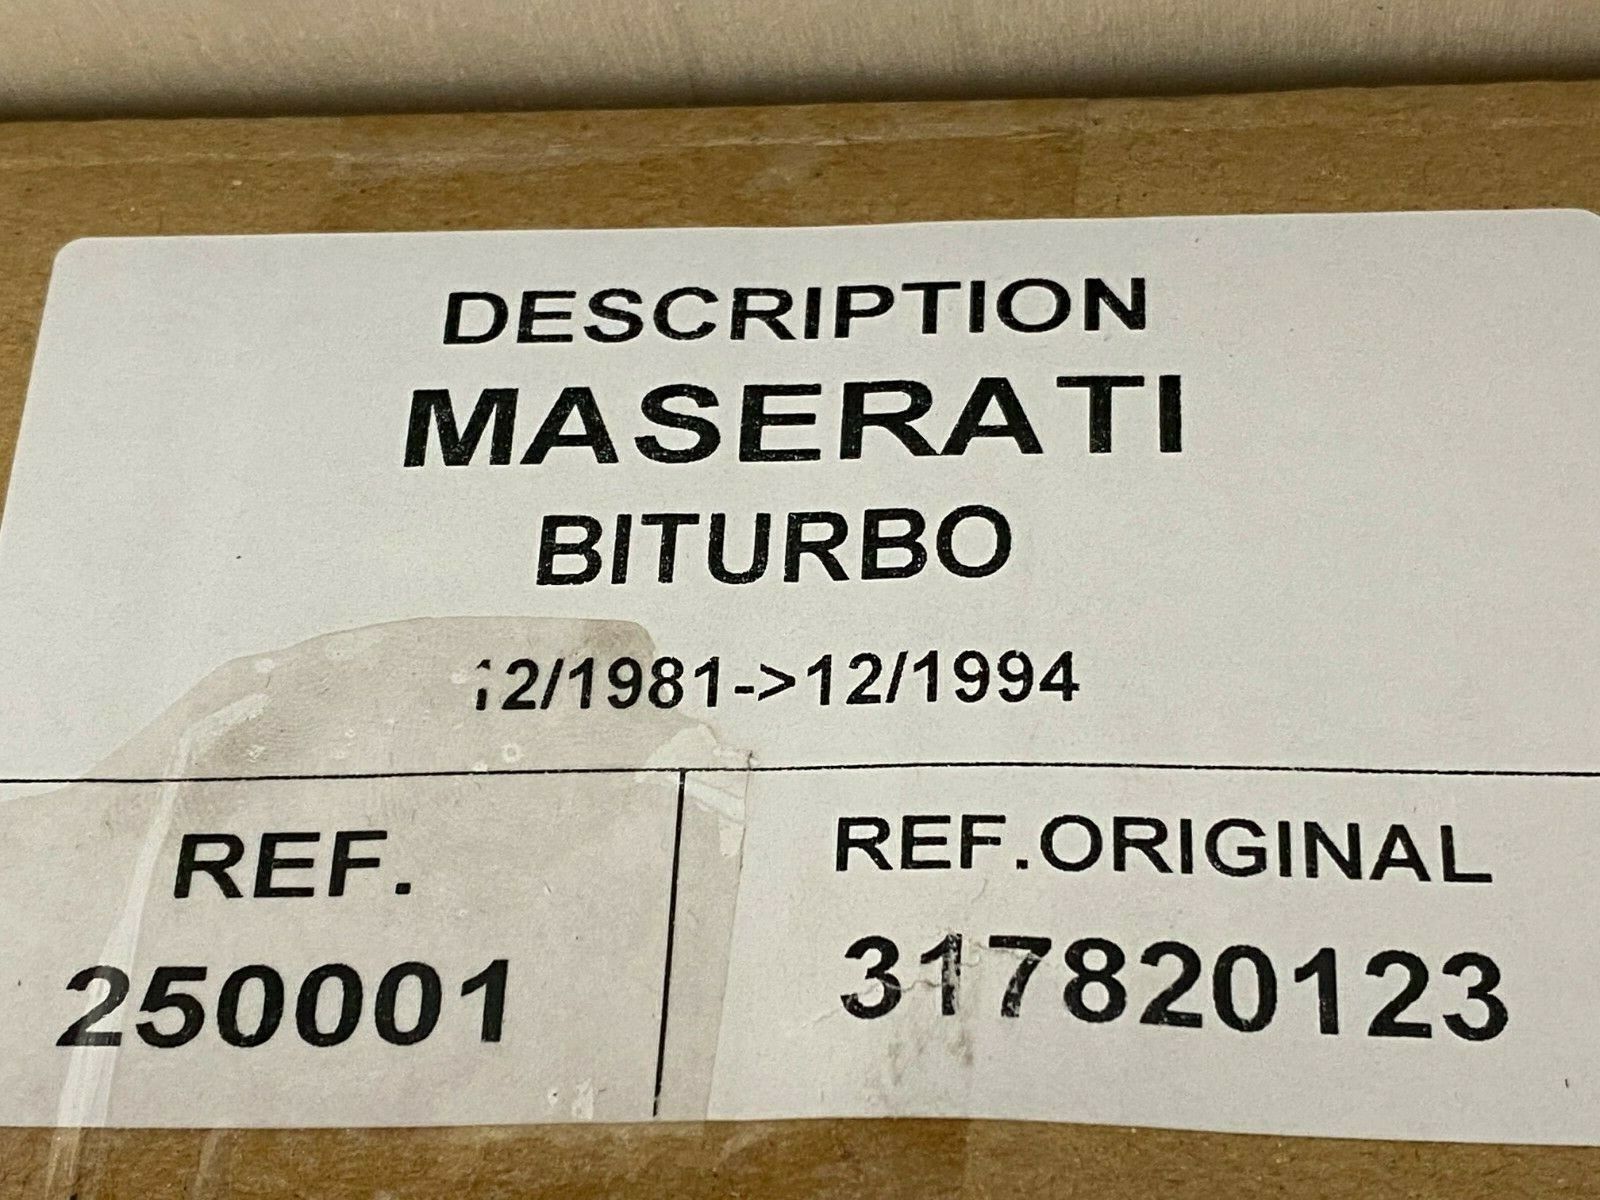 DESCRIPTION
MASERATI
BITURBO
12/1981->12/1994
REF.
250001
REF.ORIGINAL
317820123